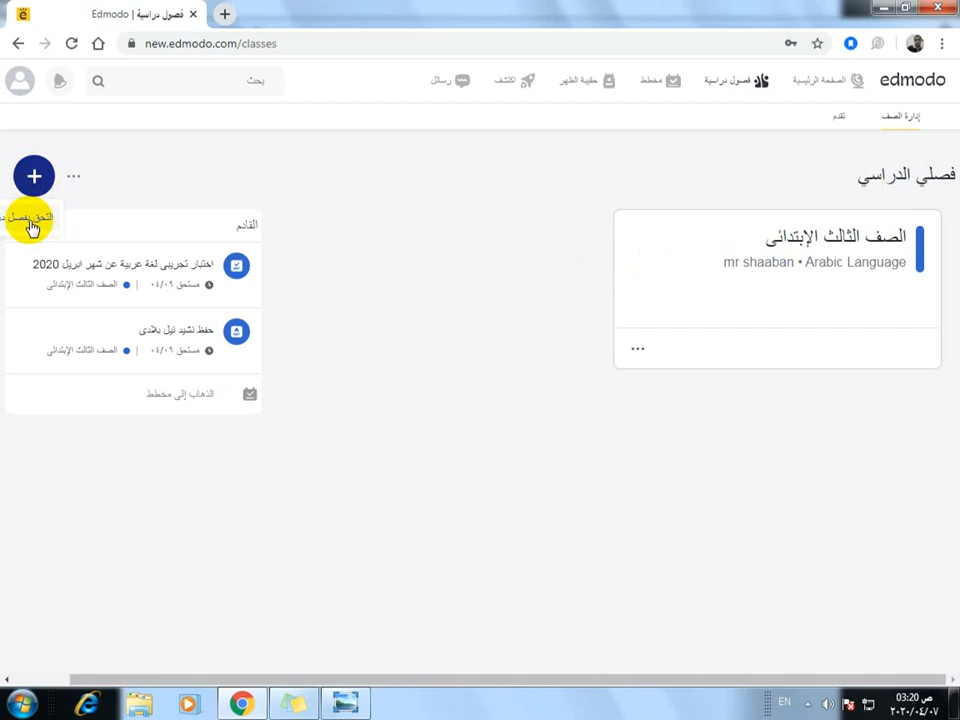 Edmodo | فصول دراسية
new.edmodo.com/classes
edmodo
الصفحة الرئيسية
فصول دراسية
مخطط
حقيبة الظهر
اكتشف
رسائل
بحث
إدارة الصف
تقدم
فصلي الدراسي
التحق بفصل
القادم
اختبار تجريبى لغة عربية عن شهر ابريل 2020
مستحق ٠٤/٠٩ | الصف الثالث الإبتدائى
حفظ نشيد نيل بلادى
مستحق ٠٤/٠٩ | الصف الثالث الإبتدائى
الذهاب إلى مخطط
الصف الثالث الإبتدائى
mr shaaban • Arabic Language
EN
03:20 ص
٢٠٢٠/٠٤/٠٧